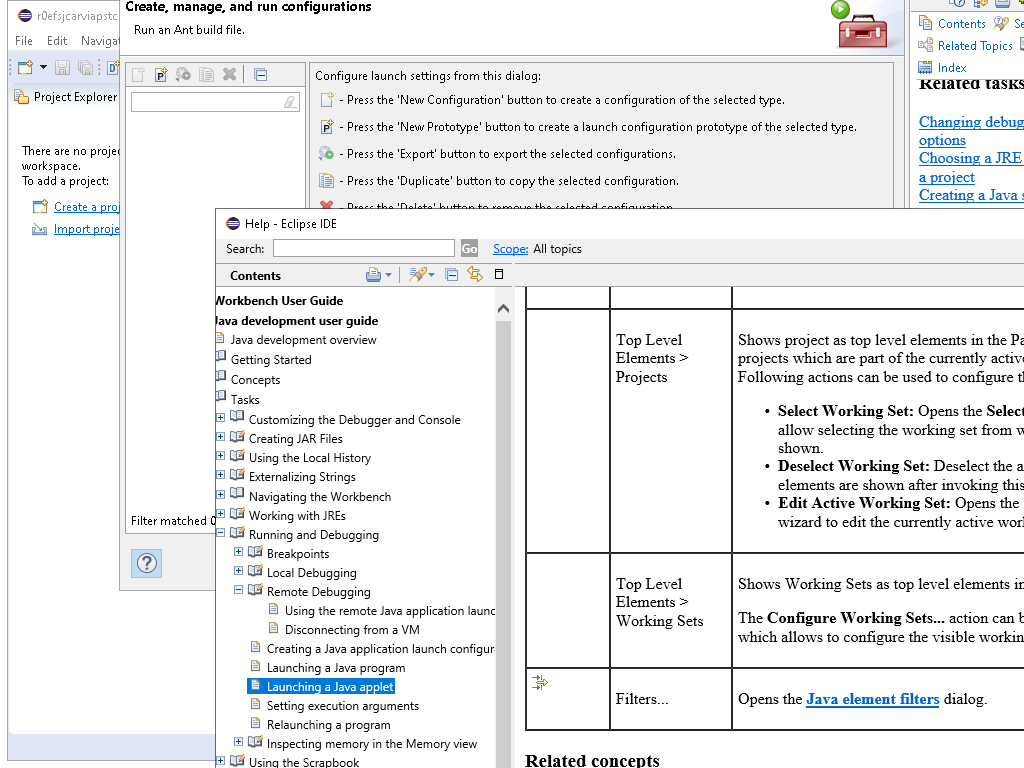 r0efsjcarviapstc
File Edit Navigat
Project Explorer
There are no projec
workspace.
To add a project:
Create a proj
Import proje
Create, manage, and run configurations
Run an Ant build file.
Configure launch settings from this dialog:
- Press the 'New Configuration' button to create a configuration of the selected type.
- Press the 'New Prototype' button to create a launch configuration prototype of the selected type.
- Press the 'Export' button to export the selected configurations.
- Press the 'Duplicate' button to copy the selected configuration.
- Press the 'Delete' button to remove the selected configuration.
Filter matched 0
Contents
Se
Related Topics
Index
Related tasks
Changing debug
options
Choosing a JRE
a project
Creating a Java s
Help - Eclipse IDE
Search:
Go
Scope: All topics
Contents
Workbench User Guide
Java development user guide
Java development overview
Getting Started
Concepts
Tasks
Customizing the Debugger and Console
Creating JAR Files
Using the Local History
Externalizing Strings
Navigating the Workbench
Working with JREs
Running and Debugging
Breakpoints
Local Debugging
Remote Debugging
Using the remote Java application launc
Disconnecting from a VM
Creating a Java application launch configur
Launching a Java program
Launching a Java applet
Setting execution arguments
Relaunching a program
Inspecting memory in the Memory view
Using the Scrapbook
Top Level
Elements >
Projects
Shows project as top level elements in the Pa
projects which are part of the currently active
Following actions can be used to configure th
• Select Working Set: Opens the Select
allow selecting the working set from w
shown.
• Deselect Working Set: Deselect the a
elements are shown after invoking this
• Edit Active Working Set: Opens the
wizard to edit the currently active work
Top Level
Elements >
Working Sets
Shows Working Sets as top level elements in
The Configure Working Sets... action can b
which allows to configure the visible workin
Filters...
Opens the Java element filters dialog.
Related concepts